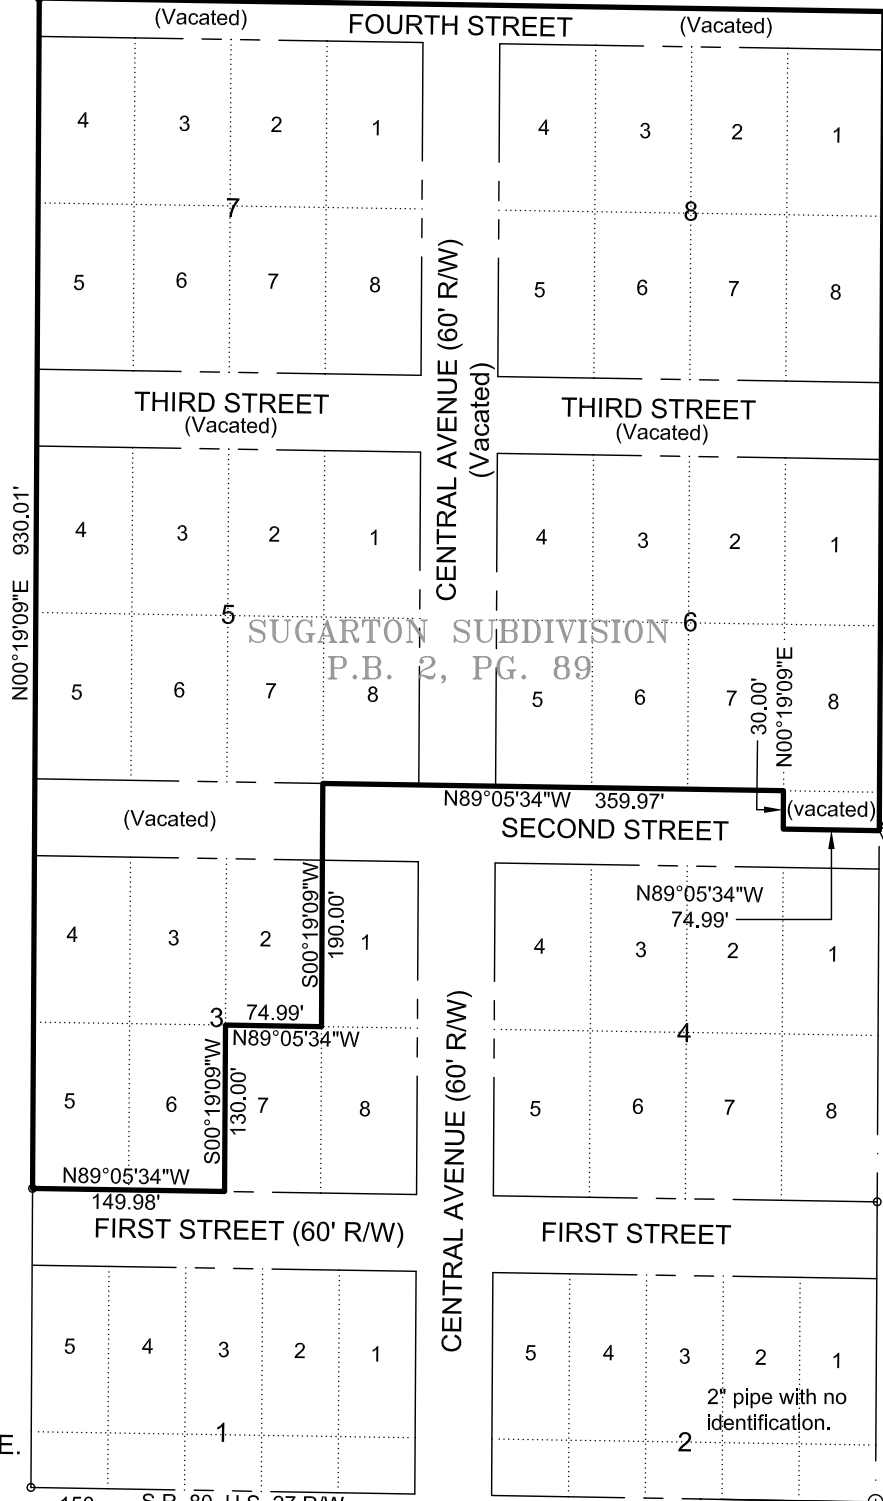 (Vacated)
FOURTH STREET
(Vacated)
4 3 2 1
4 3 2 1
7
8
5 6 7 8
5 6 7 8
CENTRAL AVENUE (60' R/W)
(Vacated)
THIRD STREET
(Vacated)
THIRD STREET
(Vacated)
N00°19'09"E 930.01'
4 3 2 1
4 3 2 1
5
6
SUGARTON SUBDIVISION
P.B. 2, PG. 89
5 6 7 8
5 6 7 8
30.00'
N00°19'09"E
N89°05'34"W 359.97'
(vacated)
(Vacated)
SECOND STREET
N89°05'34"W
74.99'
S00°19'09"W
190.00'
4 3 2 1
4 3 2 1
3
74.99'
N89°05'34"W
4
S00°19'09"W
130.00'
5 6 7 8
5 6 7 8
CENTRAL AVENUE (60' R/W)
N89°05'34"W
149.98'
FIRST STREET (60' R/W)
FIRST STREET
5 4 3 2 1
5 4 3 2 1
2" pipe with no
identification.
1
2
E.